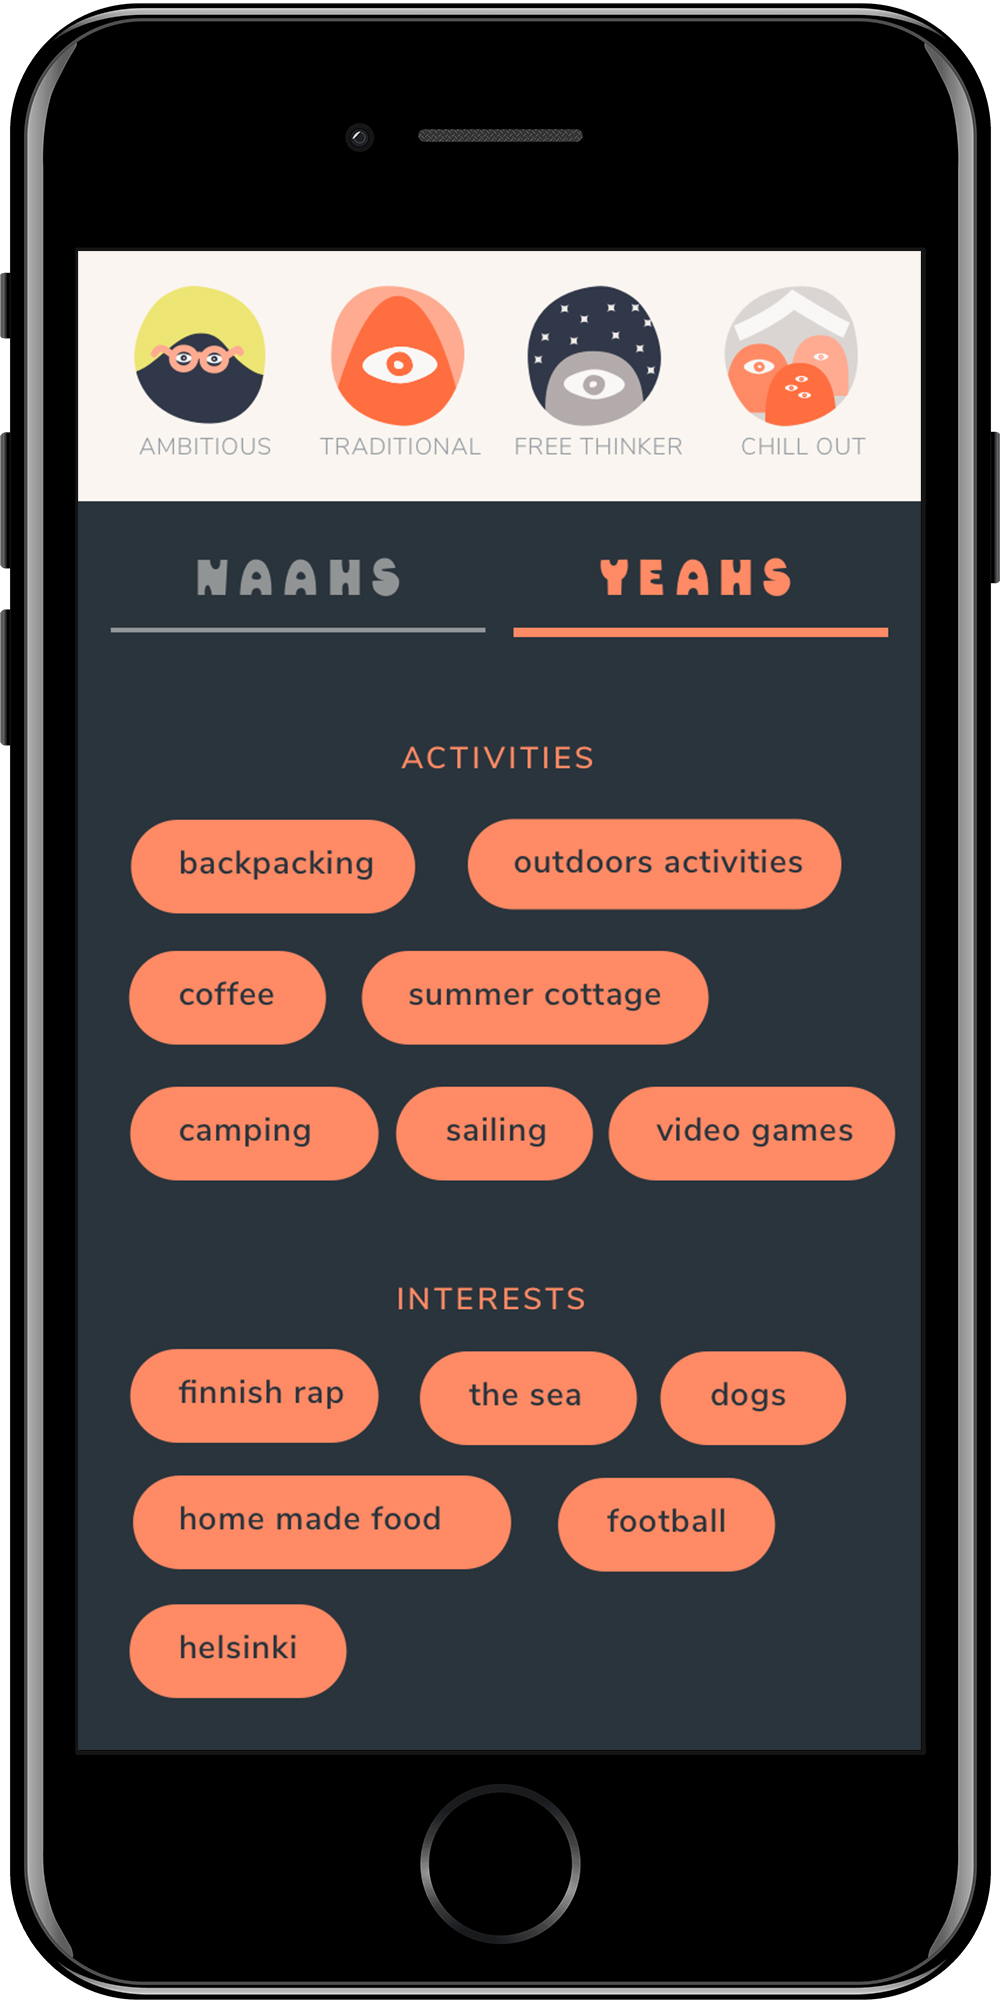 AMBITIOUS TRADITIONAL FREE THINKER CHILL OUT
NAAHS YEAHS
ACTIVITIES
backpacking outdoors activities
coffee summer cottage
camping sailing video games
INTERESTS
finnish rap the sea dogs
home made food football
helsinki